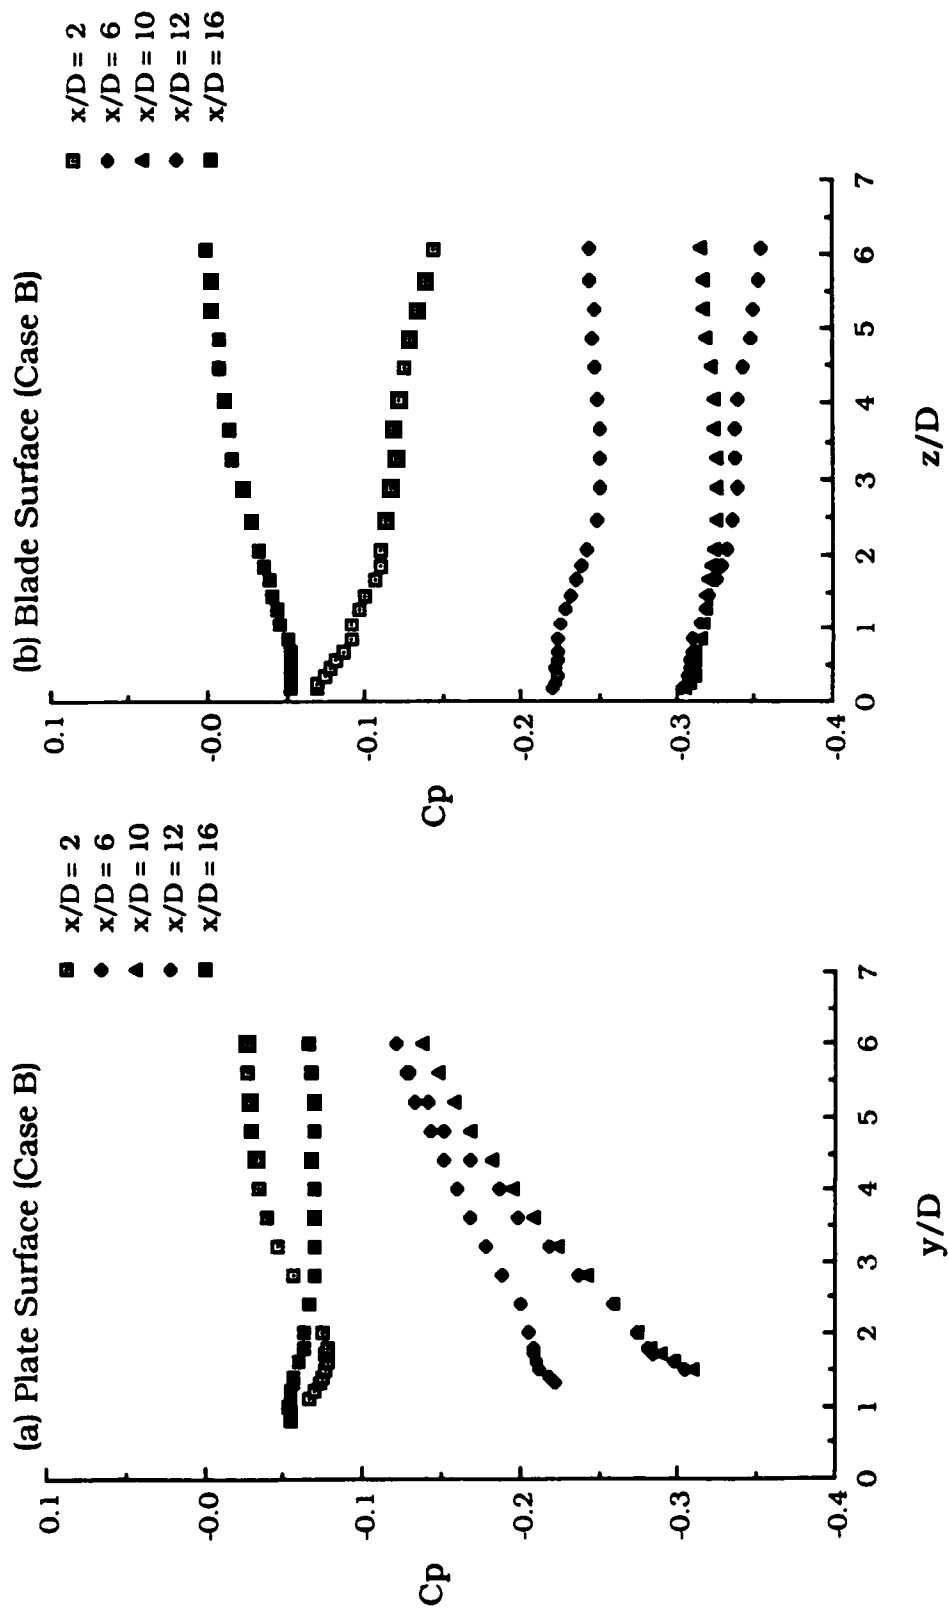 (a) Plate Surface (Case B)
x/D = 2
x/D = 6
x/D = 10
x/D = 12
x/D = 16
0.1
-0.0
-0.1
-0.2
-0.3
-0.4
Cp
0 1 2 3 4 5 6 7
y/D
(b) Blade Surface (Case B)
x/D = 2
x/D = 6
x/D = 10
x/D = 12
x/D = 16
0.1
-0.0
-0.1
-0.2
-0.3
-0.4
Cp
0 1 2 3 4 5 6 7
z/D